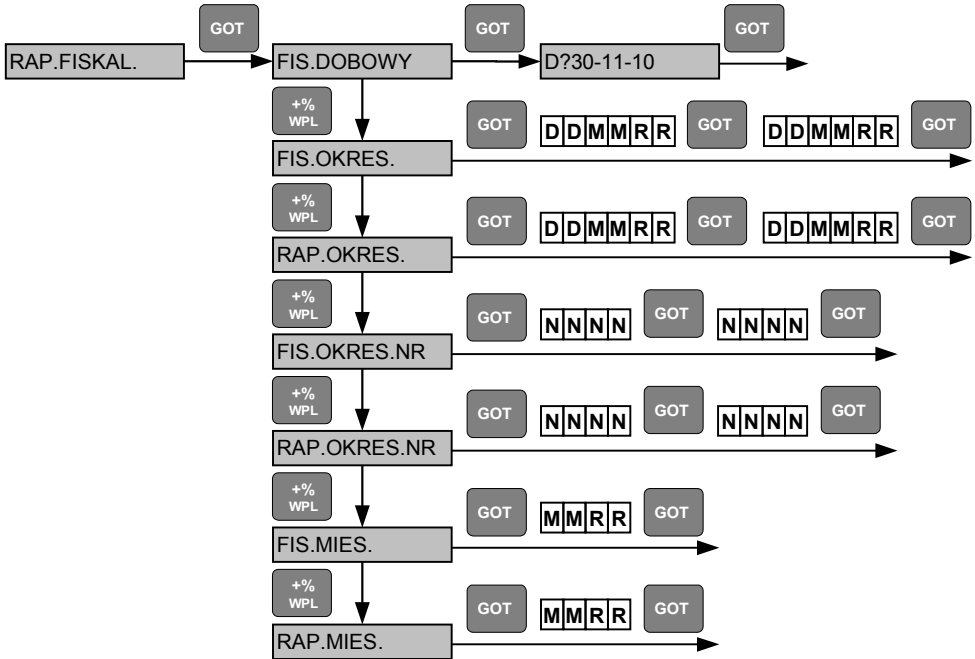 GOT GOT GOT
RAP.FISKAL. FIS.DOBOWY D?30-11-10
+%
WPL
GOT DDMMRR GOT DDMMRR GOT
FIS.OKRES.
+%
WPL
GOT DDMMRR GOT DDMMRR GOT
RAP.OKRES.
+%
WPL
GOT NNNN GOT NNNN GOT
FIS.OKRES.NR
+%
WPL
GOT NNNN GOT NNNN GOT
RAP.OKRES.NR
+%
WPL
GOT MMRR GOT
FIS.MIES.
+%
WPL
GOT MMRR GOT
RAP.MIES.